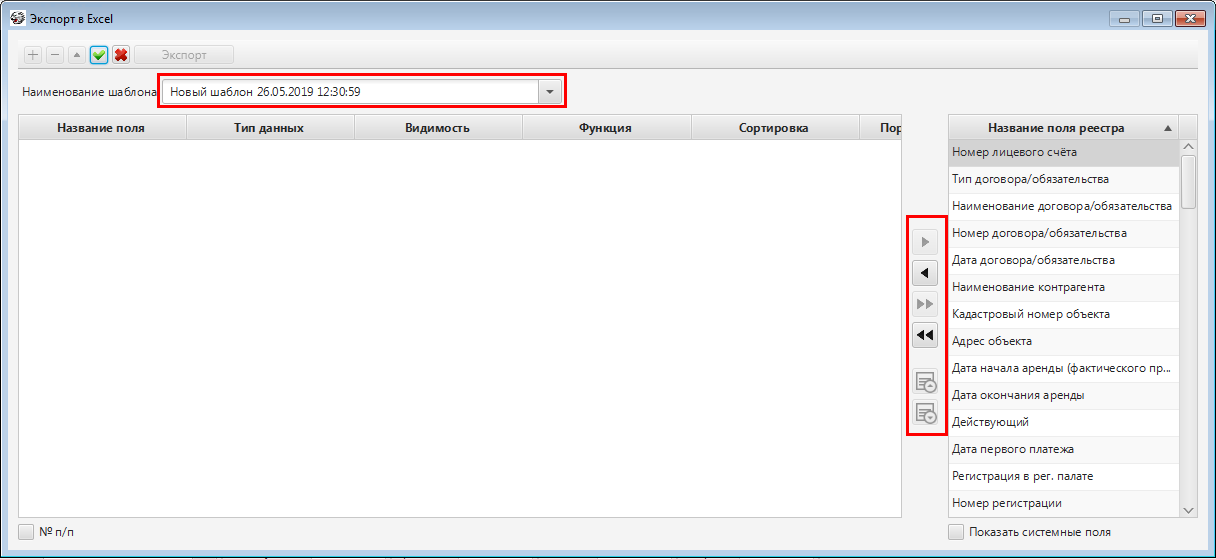 Экспорт в Excel
Экспорт
Наименование шаблона
Новый шаблон 26.05.2019 12:30:59
Название поля Тип данных Видимость Функция Сортировка Пор
Название поля реестра
Номер лицевого счёта
Тип договора/обязательства
Наименование договора/обязательства
Номер договора/обязательства
Дата договора/обязательства
Наименование контрагента
Кадастровый номер объекта
Адрес объекта
Дата начала аренды (фактического пр...
Дата окончания аренды
Действующий
Дата первого платежа
Регистрация в рег. палате
Номер регистрации
№ п/п
Показать системные поля